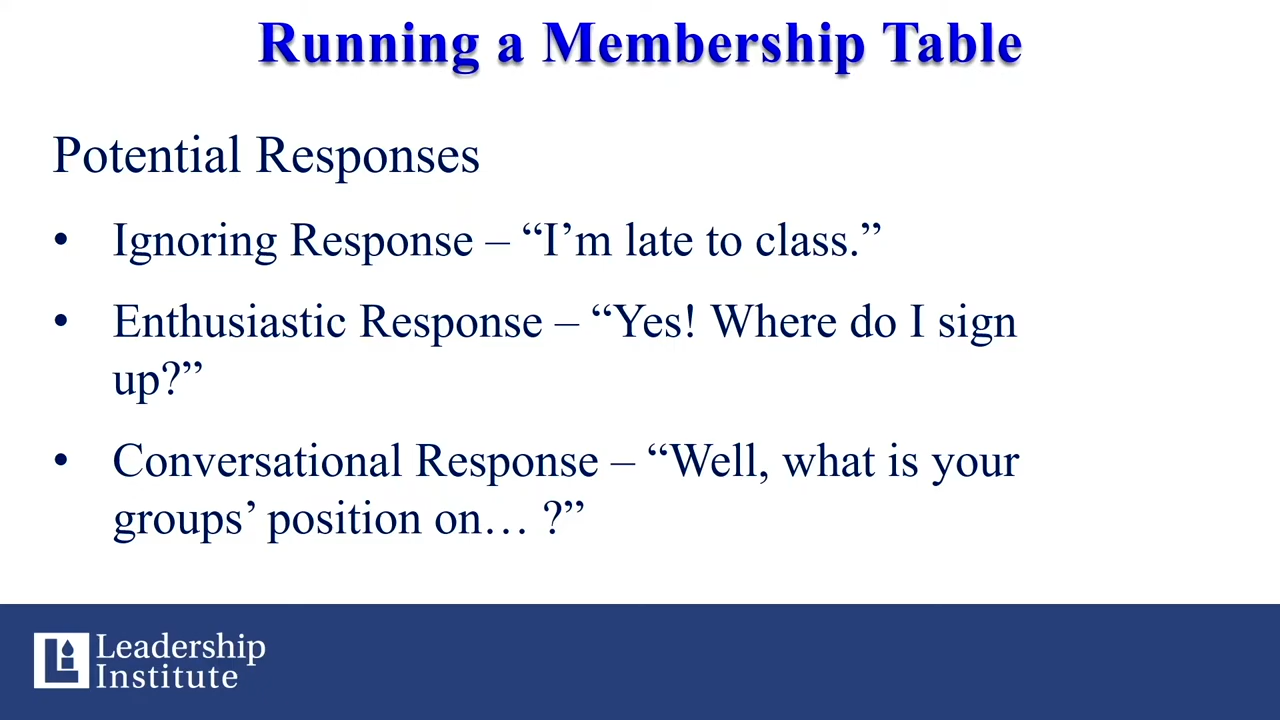 Running a Membership Table
Potential Responses
• Ignoring Response – “I’m late to class.”
• Enthusiastic Response – “Yes! Where do I sign
up?”
• Conversational Response – “Well, what is your
groups’ position on… ?”
Leadership
Institute